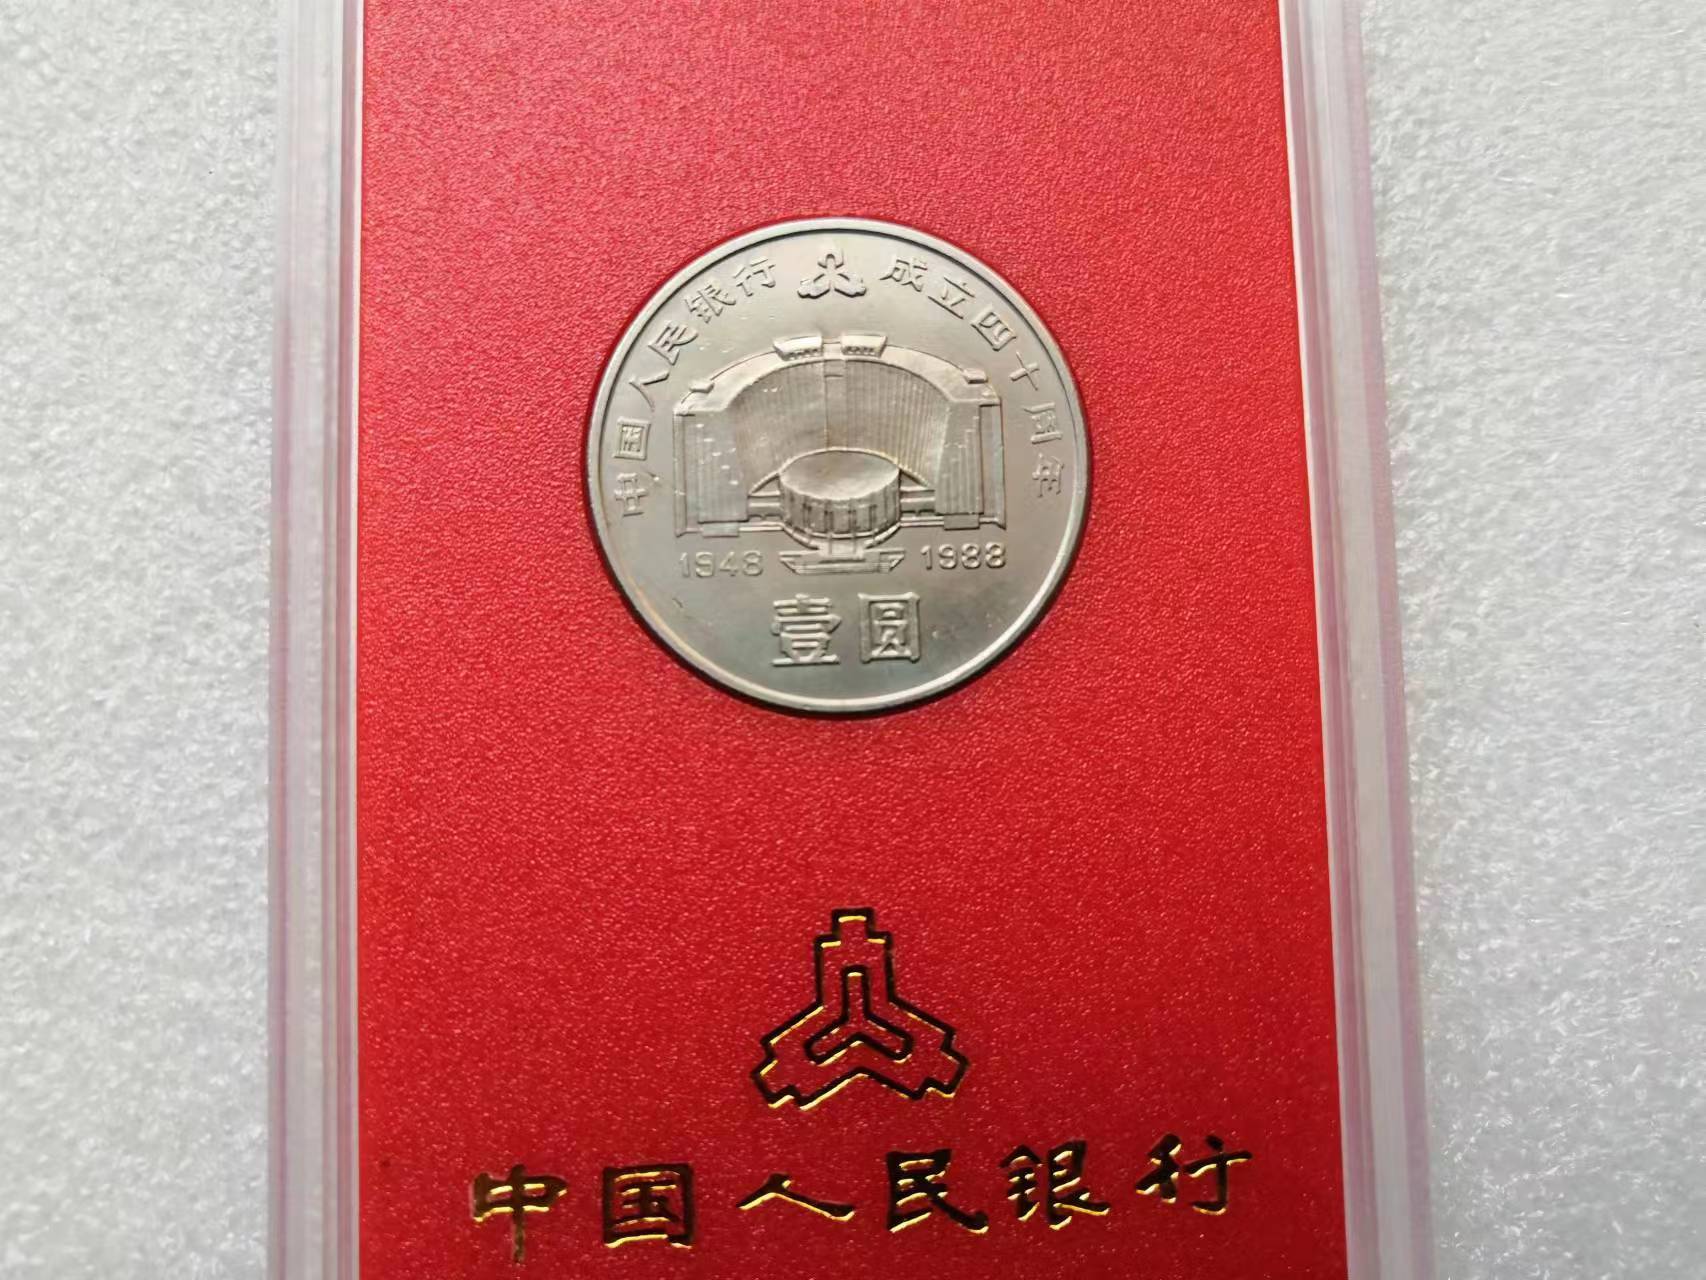 中国人民银行 成立四十周年
1948 1988
壹圆
中国人民银行